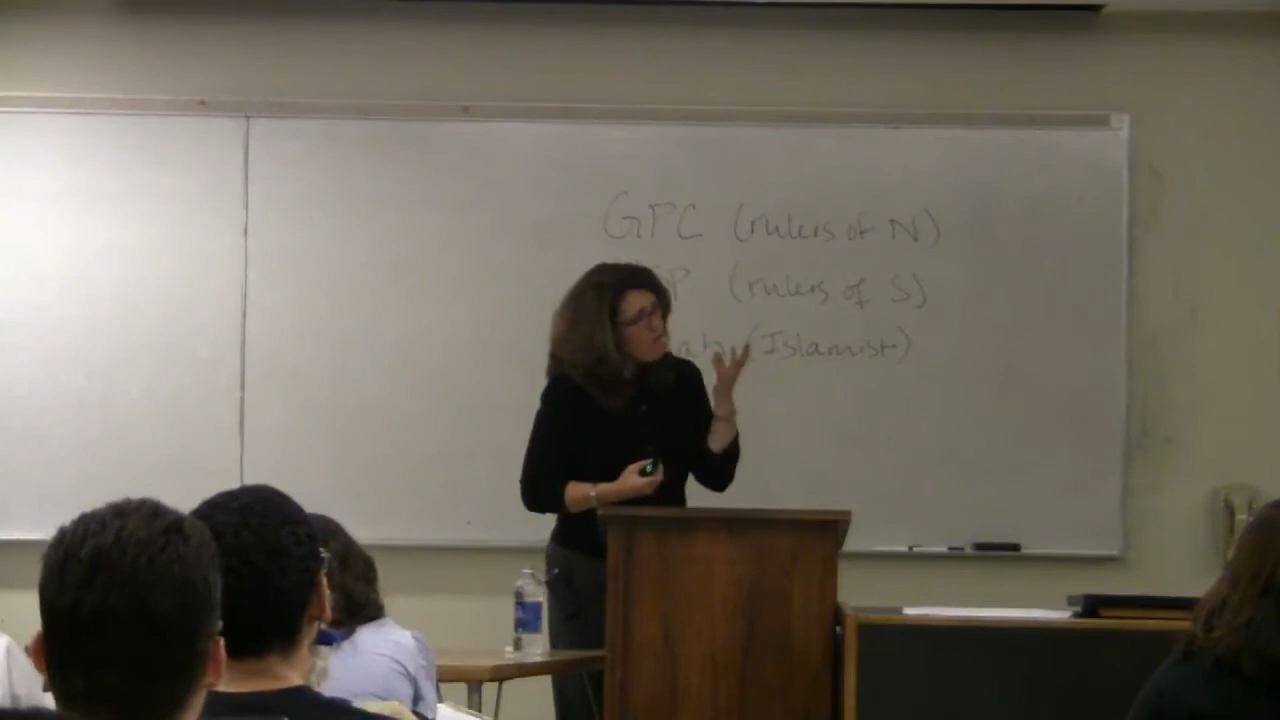 GPC (rulers of N)
(rulers of S)
(Islamist)